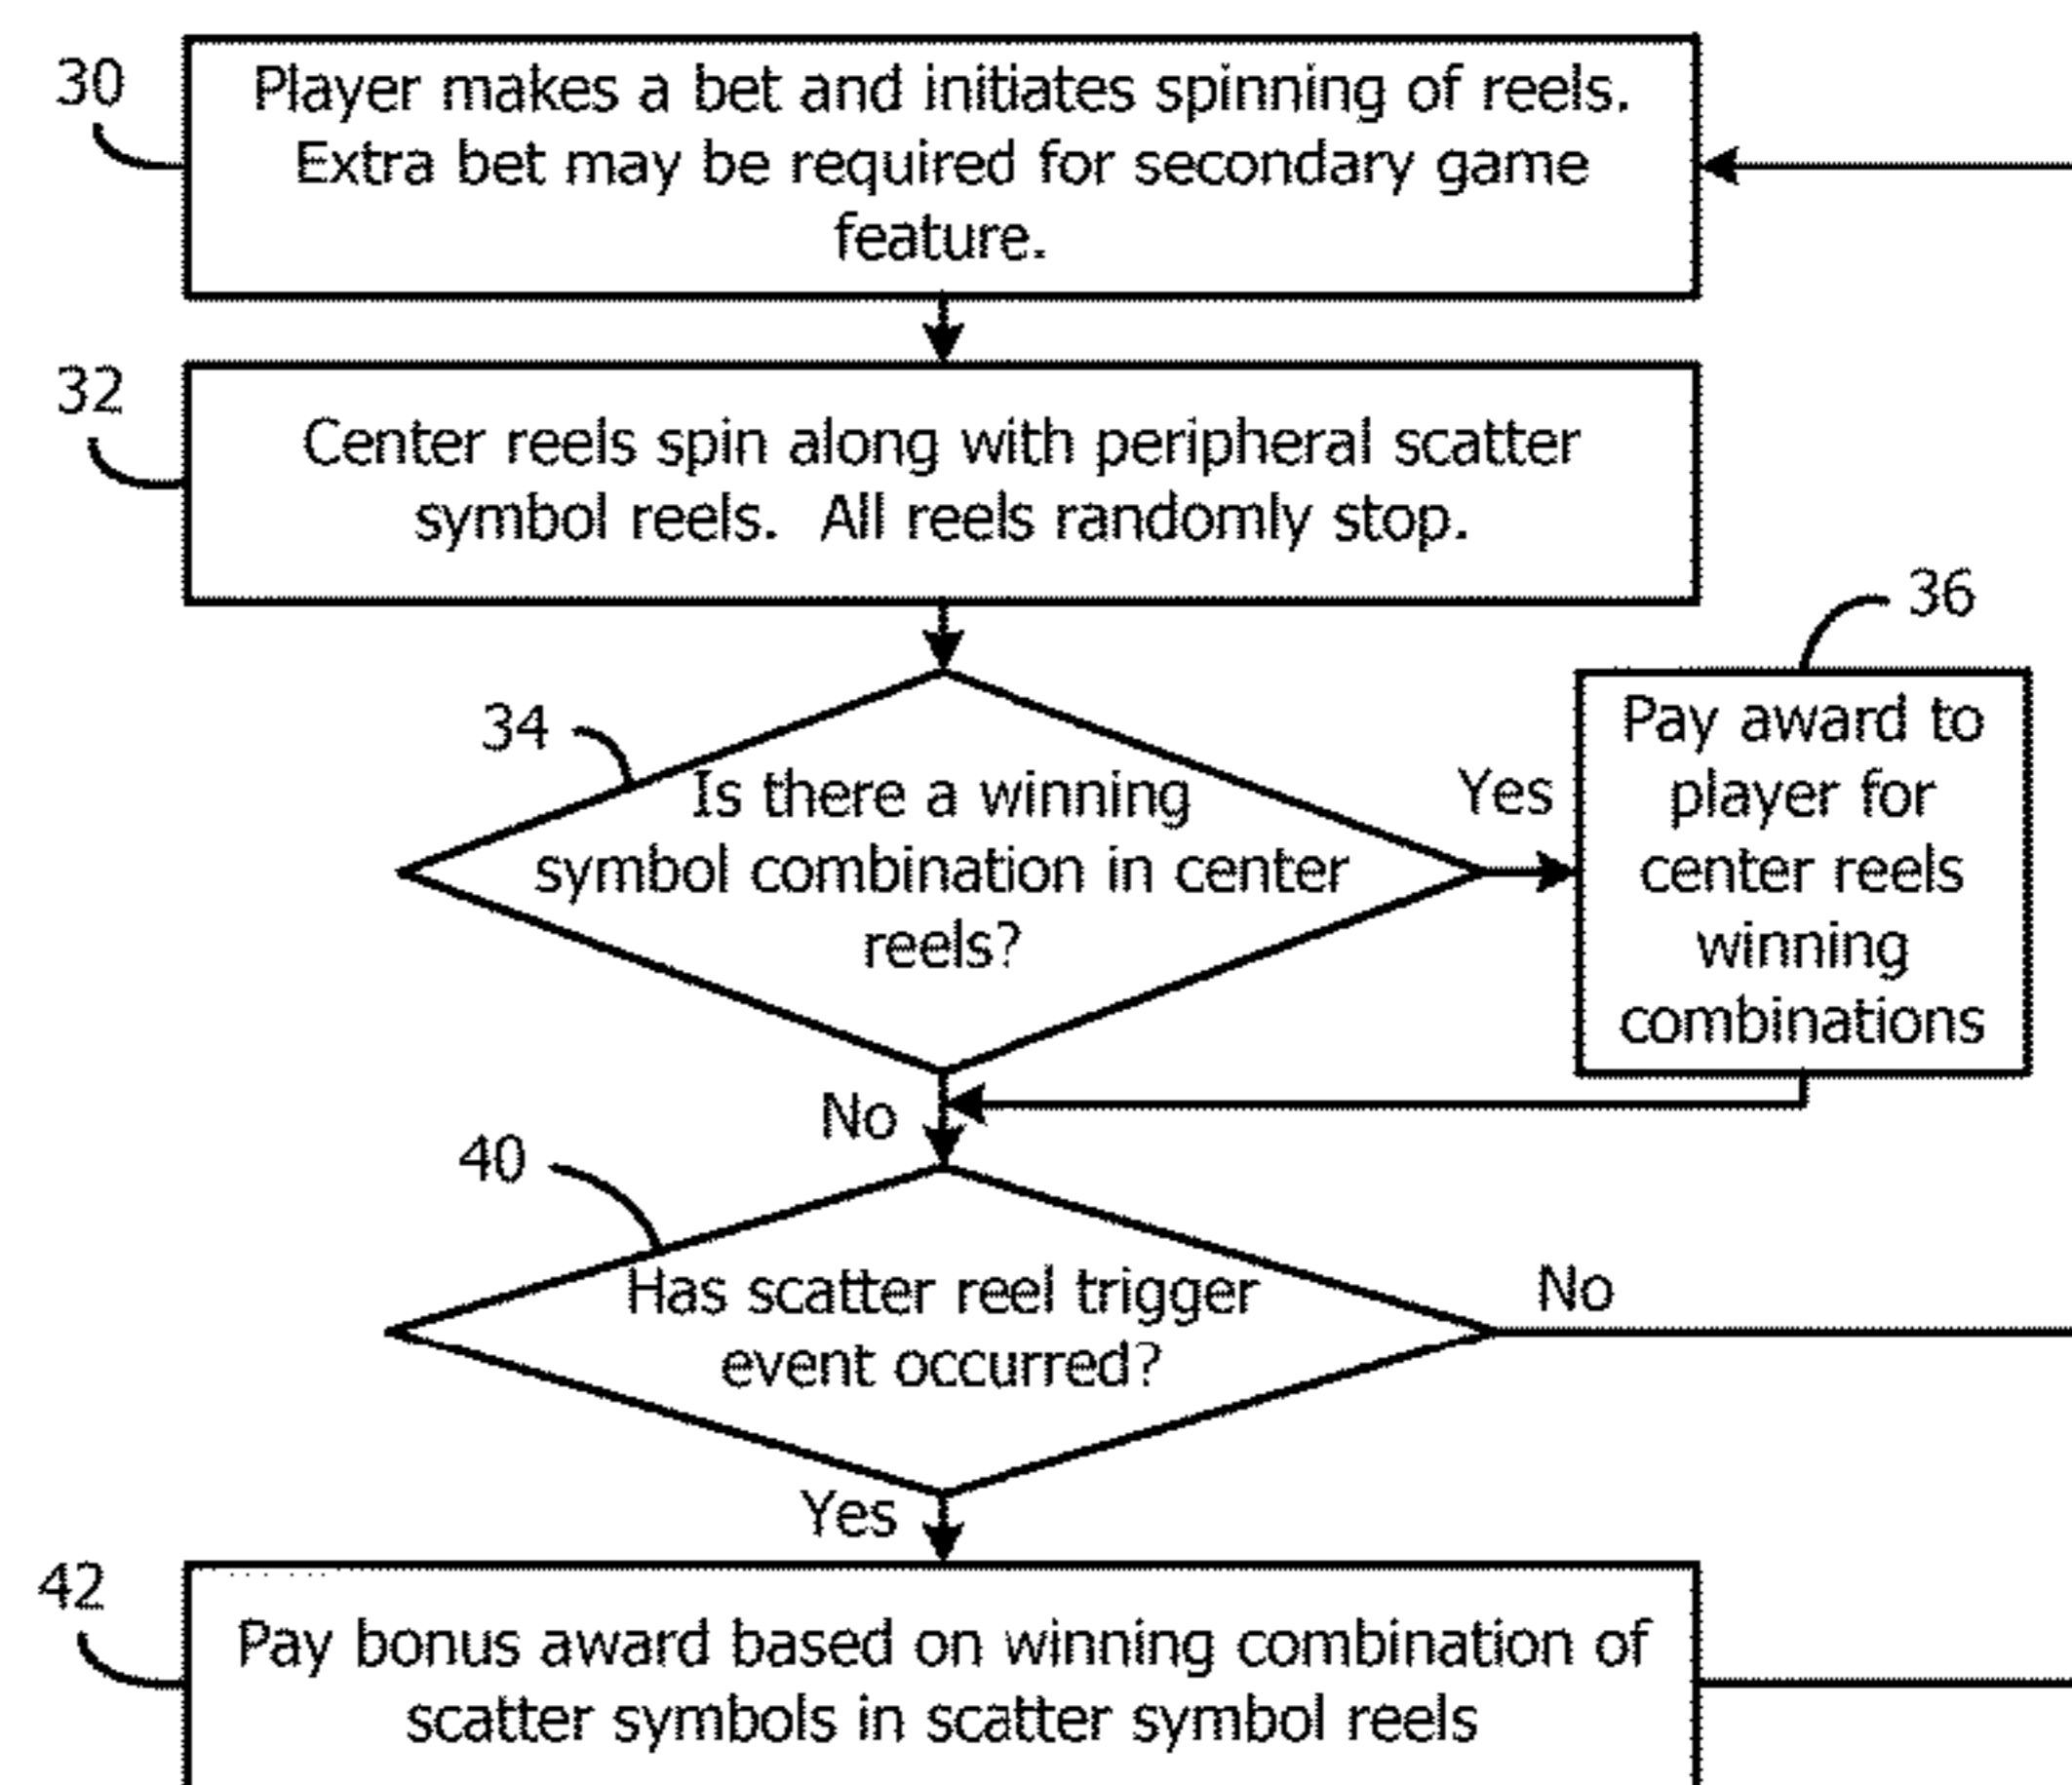 30
Player makes a bet and initiates spinning of reels.
Extra bet may be required for secondary game
feature.
32
Center reels spin along with peripheral scatter
symbol reels.  All reels randomly stop.
34
Is there a winning
symbol combination in center
reels?
Yes
36
Pay award to
player for
center reels
winning
combinations
No
40
Has scatter reel trigger
event occurred?
No
Yes
42
Pay bonus award based on winning combination of
scatter symbols in scatter symbol reels